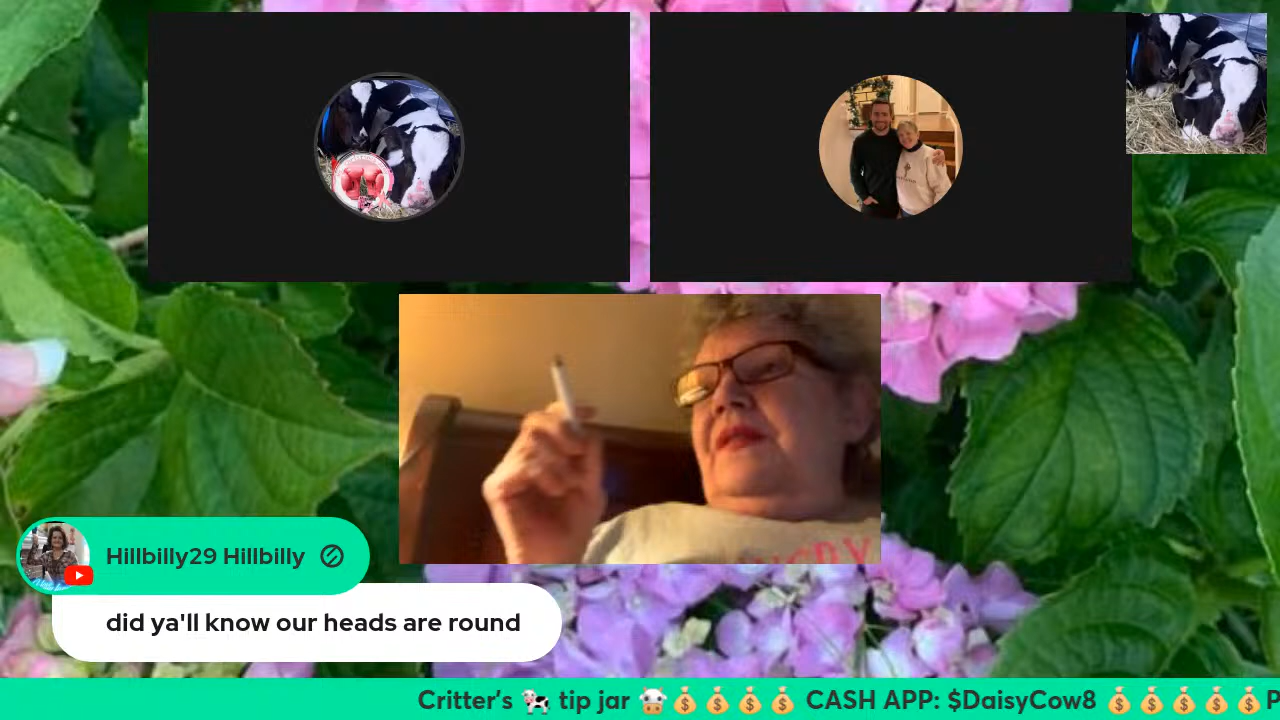 Hillbilly29 Hillbilly
did ya'll know our heads are round
Critter's 🐄 tip jar 🐮💰💰💰💰 CASH APP: $DaisyCow8 💰💰💰💰💰P